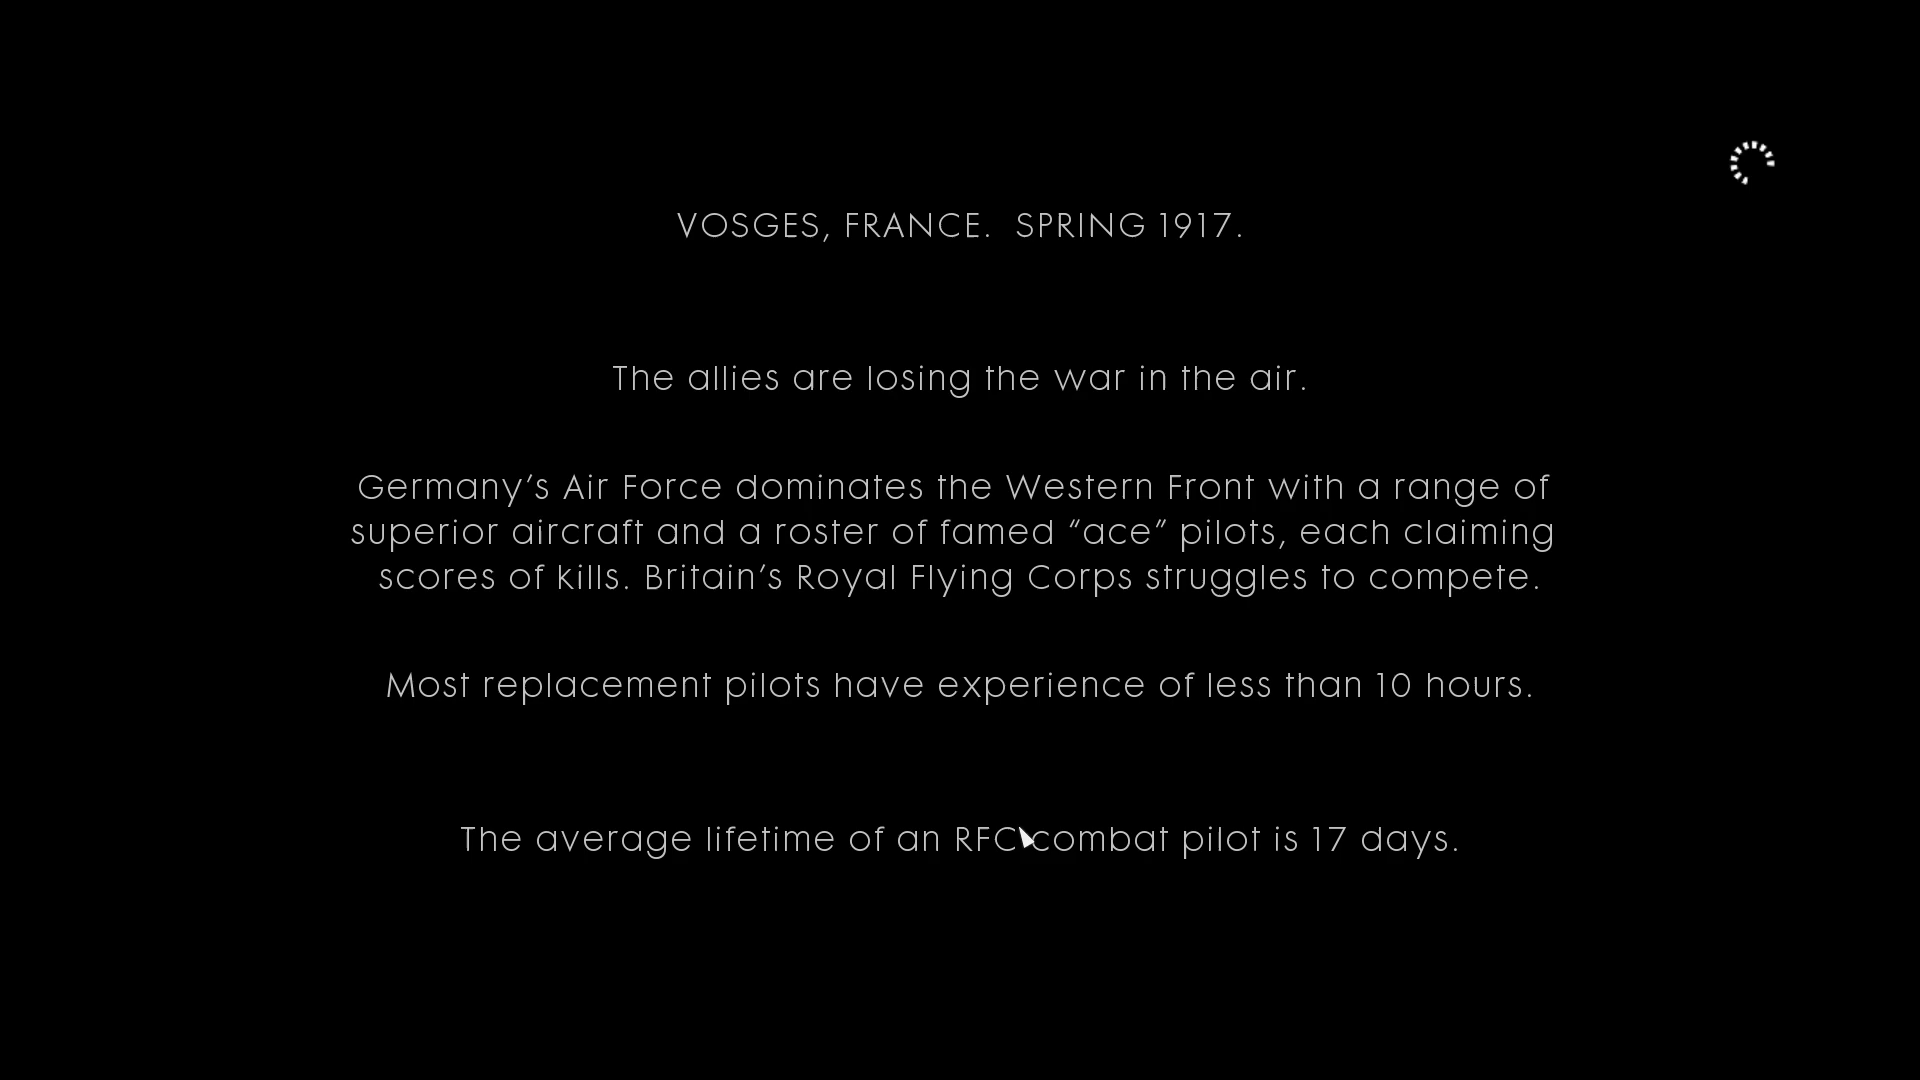 VOSGES, FRANCE.  SPRING 1917.
The allies are losing the war in the air.
Germany’s Air Force dominates the Western Front with a range of
superior aircraft and a roster of famed “ace” pilots, each claiming
scores of kills. Britain’s Royal Flying Corps struggles to compete.
Most replacement pilots have experience of less than 10 hours.
The average lifetime of an RFC combat pilot is 17 days.